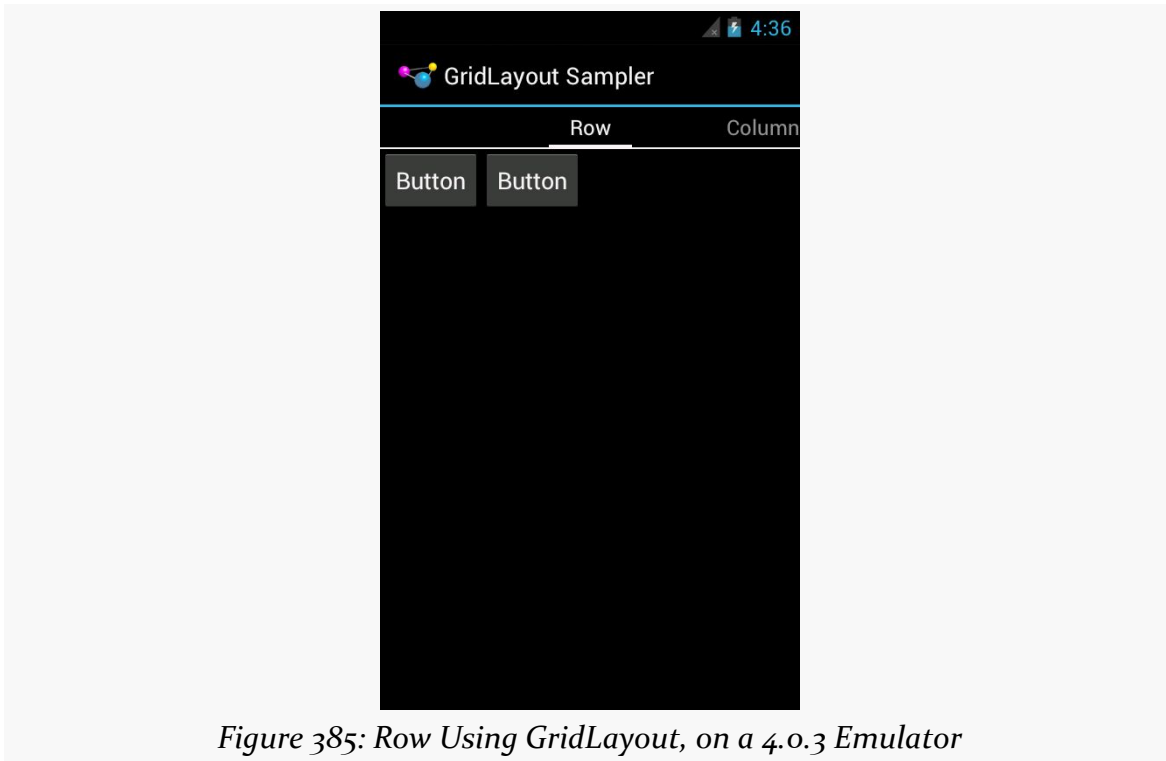 4:36
GridLayout Sampler
Row Column
Button Button
Figure 385: Row Using GridLayout, on a 4.0.3 Emulator